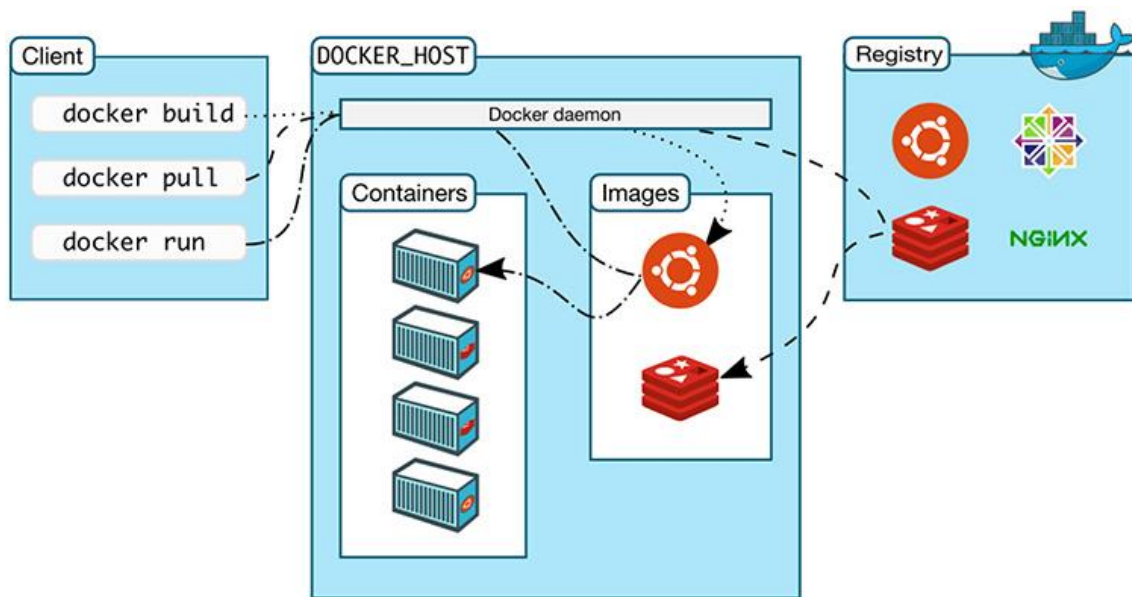 Client
docker build
docker pull
docker run
DOCKER_HOST
Docker daemon
Containers
Images
Registry
NGiNX